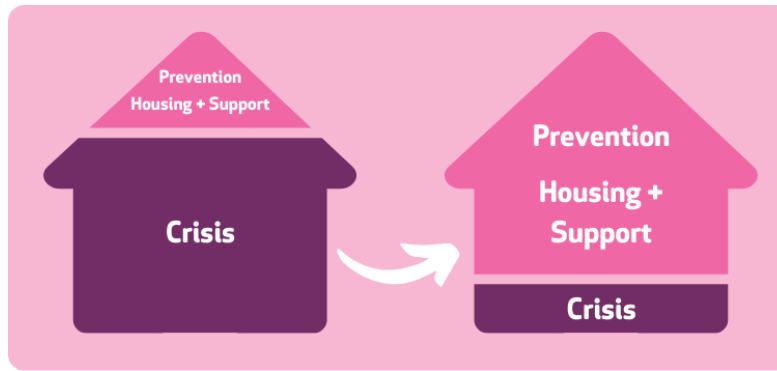 Prevention
Housing + Support
Crisis
Prevention
Housing +
Support
Crisis